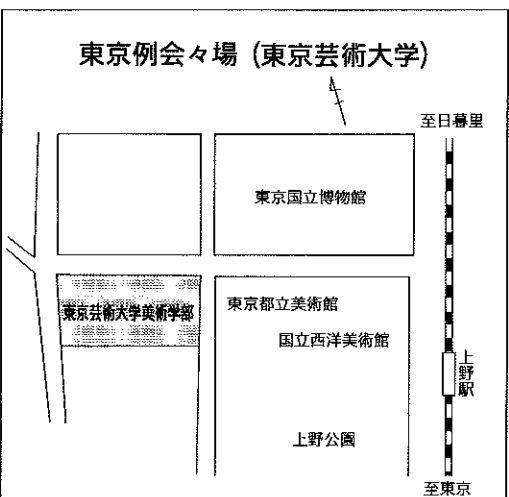 東京例会々場 (東京芸術大学)
至日暮里
東京国立博物館
東京都立美術館
東京芸術大学美術学部
国立西洋美術館
上野駅
上野公園
至東京